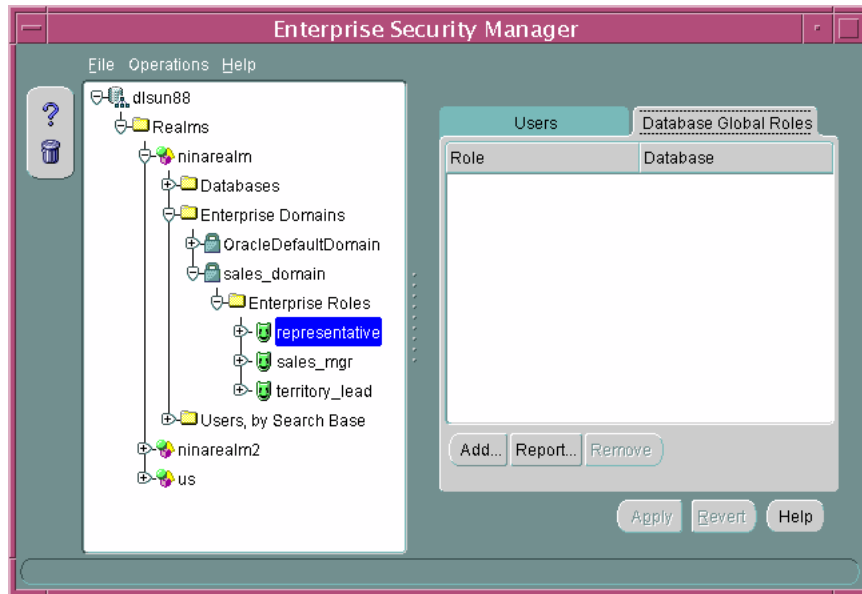 Enterprise Security Manager
File Operations Help
dlsun88
Realms
ninarealm
Databases
Enterprise Domains
OracleDefaultDomain
sales_domain
Enterprise Roles
representative
sales_mgr
territory_lead
Users, by Search Base
ninarealm2
us
Users
Database Global Roles
Role
Database
Add...
Report...
Remove
Apply
Revert
Help